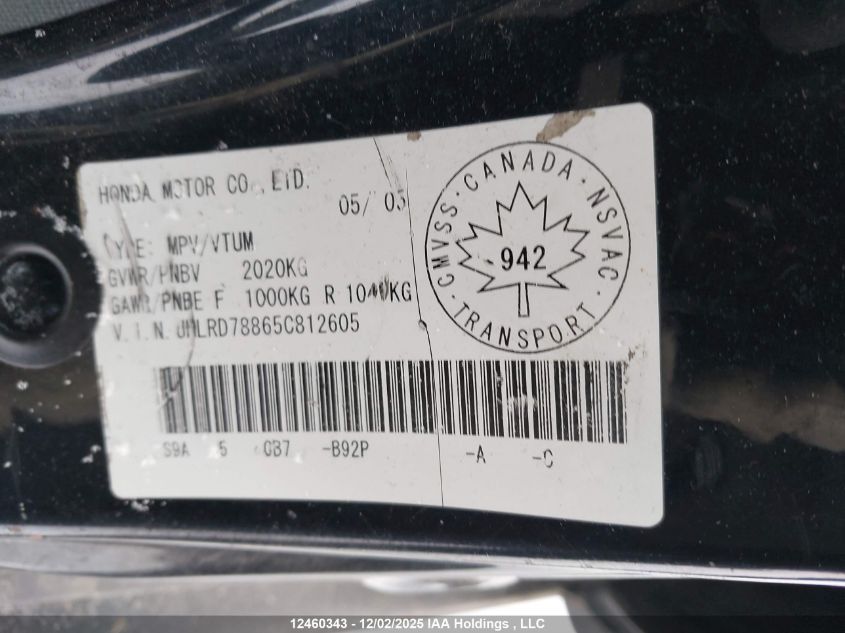 HONDA MOTOR CO., LTD.
05/05
TYPE: MPV/VTUM
GVWR/PNBV 2020KG
GAWR/PNBE F 1000KG R 1040KG
V.I.N. JHLRD78865C812605
CMVSS · CANADA · NSVAC · TRANSPORT ·
942
S9A 5 GB7 -B92P -A -C
12460343 - 12/02/2025 IAA Holdings , LLC